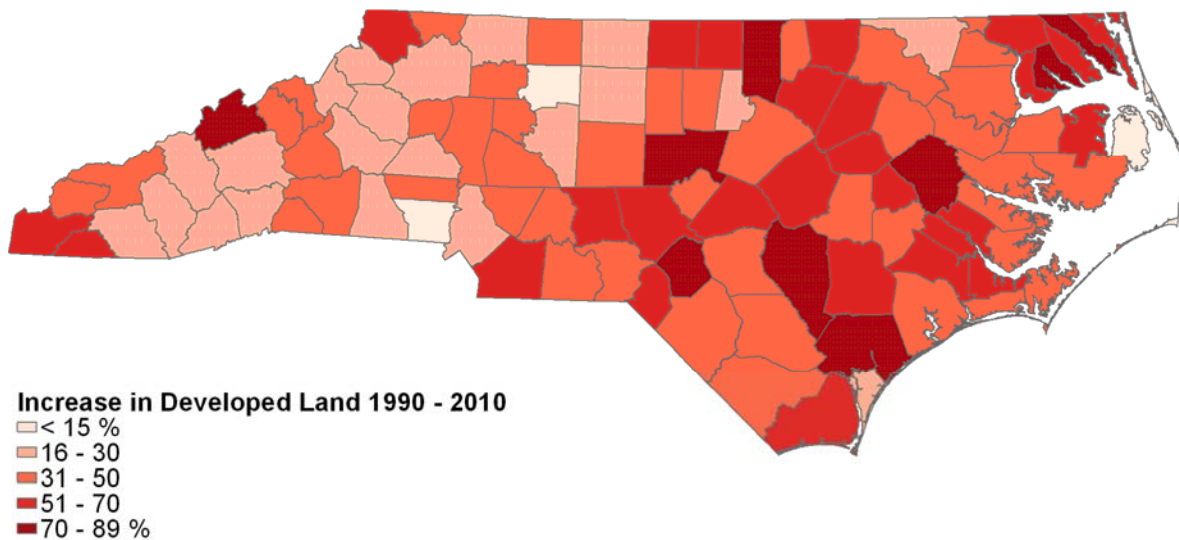 Increase in Developed Land 1990 - 2010
< 15 %
16 - 30
31 - 50
51 - 70
70 - 89 %